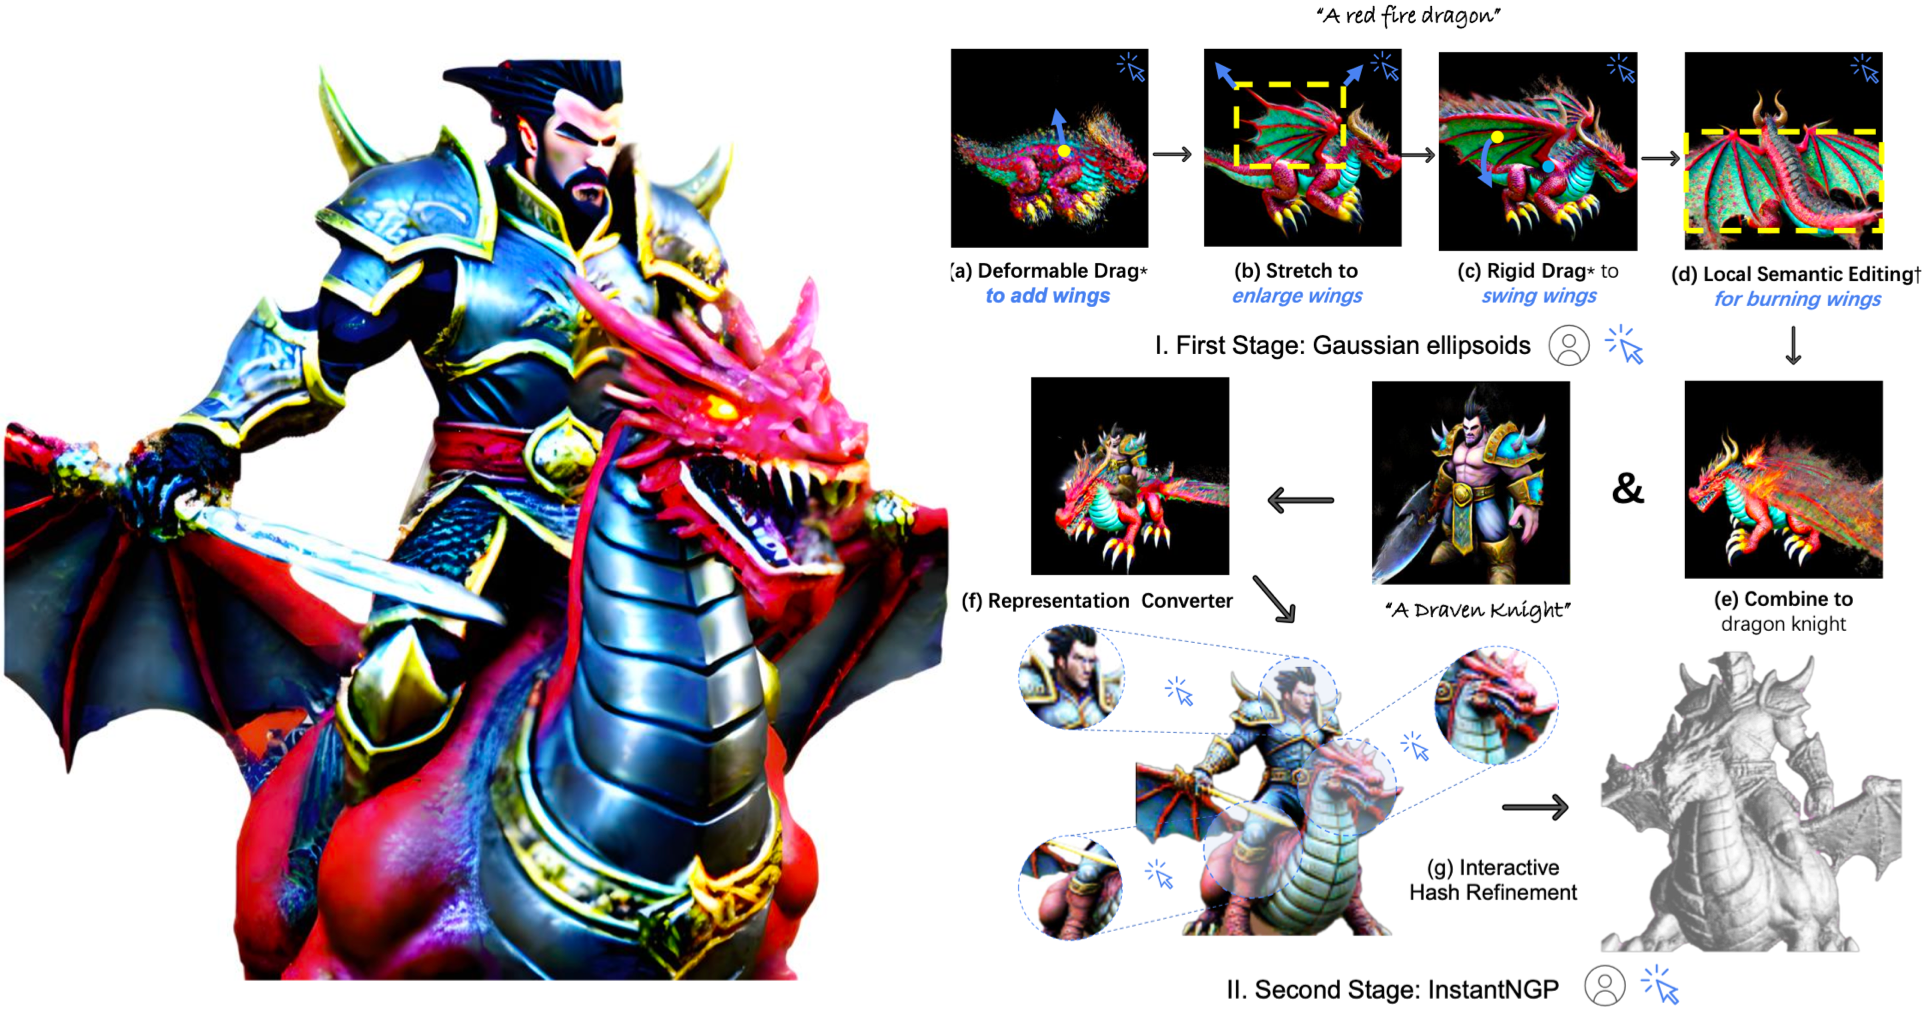 “A red fire dragon”
(a) Deformable Drag*
to add wings
(b) Stretch to
enlarge wings
(c) Rigid Drag* to
swing wings
(d) Local Semantic Editing†
for burning wings
I. First Stage: Gaussian ellipsoids
&
(f) Representation Converter
“A Draven Knight”
(e) Combine to
dragon knight
(g) Interactive
Hash Refinement
II. Second Stage: InstantNGP